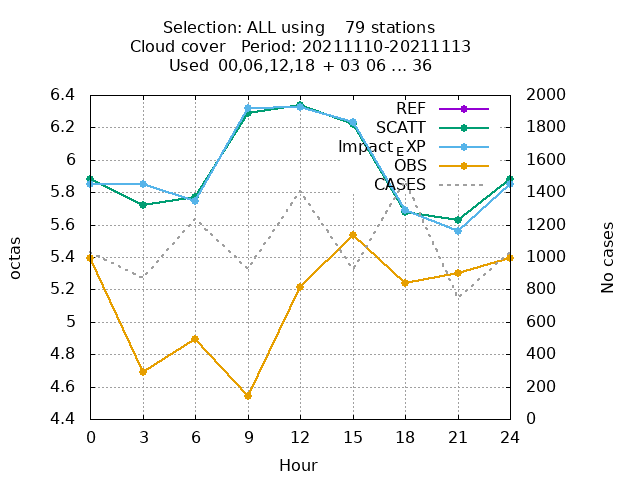 Selection: ALL using    79 stations
Cloud cover   Period: 20211110-20211113
Used  00,06,12,18 + 03 06 ... 36
6.4
6.2
6
5.8
5.6
5.4
5.2
5
4.8
4.6
4.4
octas
REF
SCATT
Impact_EXP
OBS
CASES
2000
1800
1600
1400
1200
1000
800
600
400
200
0
No cases
0 3 6 9 12 15 18 21 24
Hour